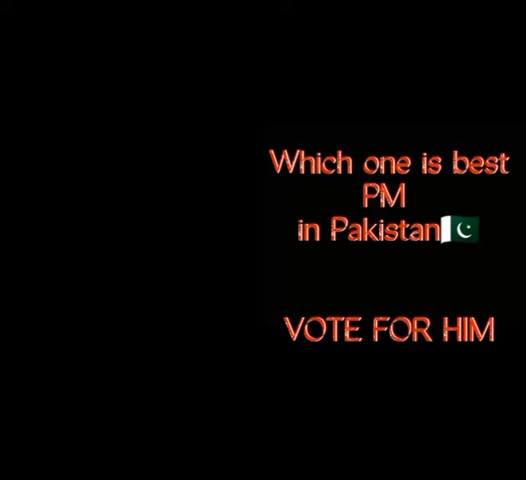 Which one is best
PM
in Pakistan🇵🇰
VOTE FOR HIM